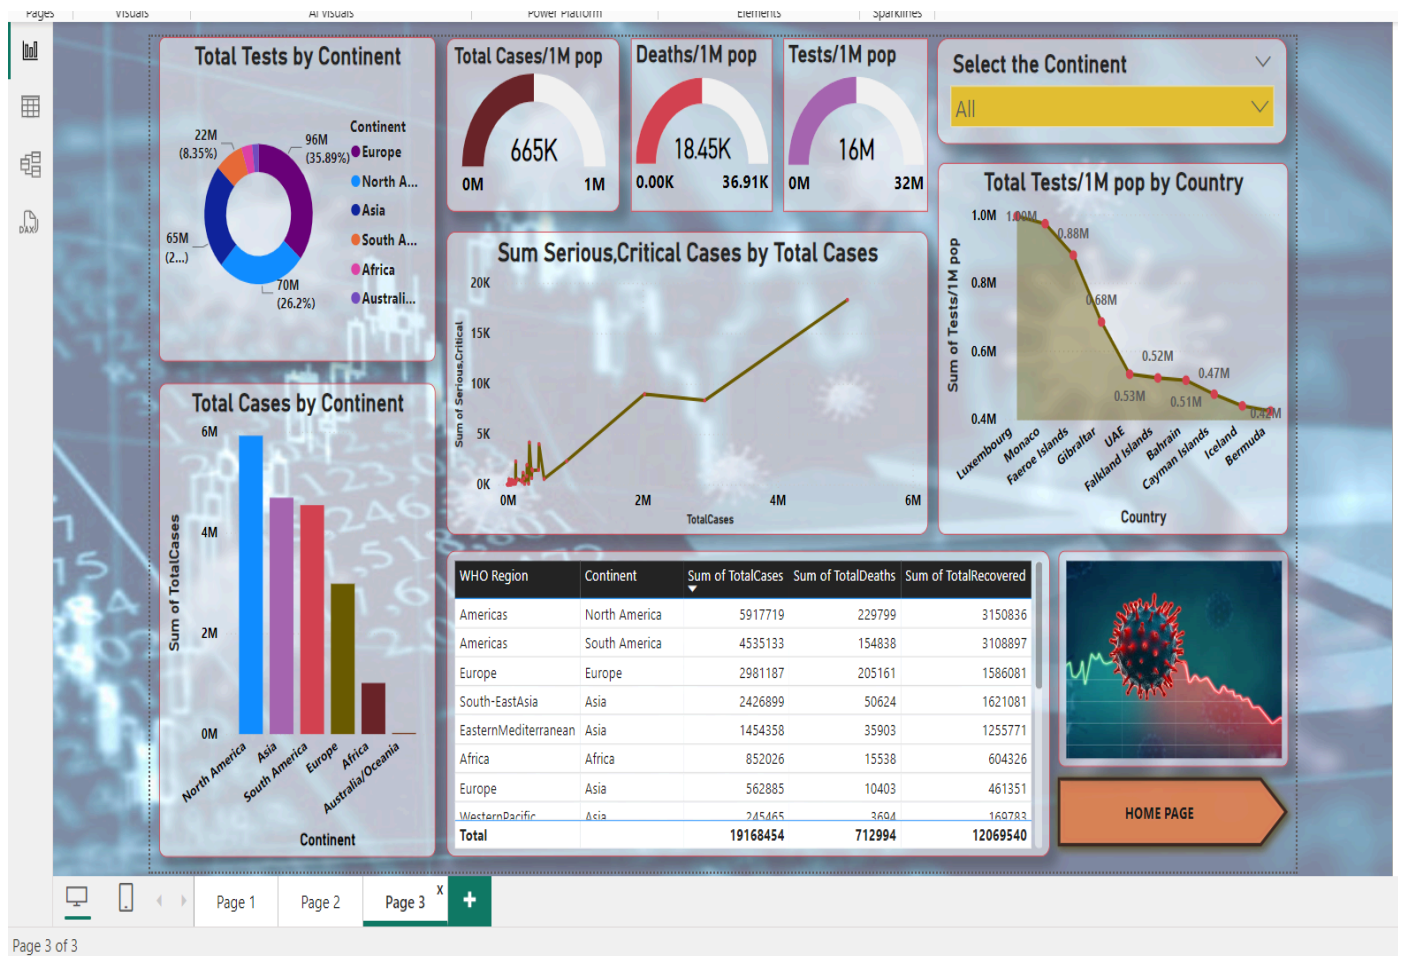 Pages Visuals AI visuals Power Platform Elements Sparklines
Total Tests by Continent
22M
(8.35%)
96M
(35.89%)
65M
(2...)
70M
(26.2%)
Continent
Europe
North A...
Asia
South A...
Africa
Australi...
Total Cases/1M pop
665K
0M 1M
Deaths/1M pop
18.45K
0.00K 36.91K
Tests/1M pop
16M
0M 32M
Select the Continent
All
Total Tests/1M pop by Country
Sum of Tests/1M pop
1.0M
0.8M
0.6M
0.4M
0.88M
0.68M
0.53M
0.52M
0.51M
0.47M
0.42M
Luxembourg
Monaco
Faeroe Islands
Gibraltar
UAE
Falkland Islands
Bahrain
Cayman Islands
Iceland
Bermuda
Country
Sum Serious,Critical Cases by Total Cases
Sum of Serious,Critical
20K
15K
10K
5K
0K
0M 2M 4M 6M
TotalCases
Total Cases by Continent
Sum of TotalCases
6M
4M
2M
0M
North America
Asia
South America
Europe
Africa
Australia/Oceania
Continent
WHO Region Continent Sum of TotalCases Sum of TotalDeaths Sum of TotalRecovered
Americas North America 5917719 229799 3150836
Americas South America 4535133 154838 3108897
Europe Europe 2981187 205161 1586081
South-EastAsia Asia 2426899 50624 1621081
EasternMediterranean Asia 1454358 35903 1255771
Africa Africa 852026 15538 604326
Europe Asia 562885 10403 461351
WesternPacific Asia 245465 3694 169783
Total 19168454 712994 12069540
HOME PAGE
Page 1 Page 2 Page 3 x +
Page 3 of 3